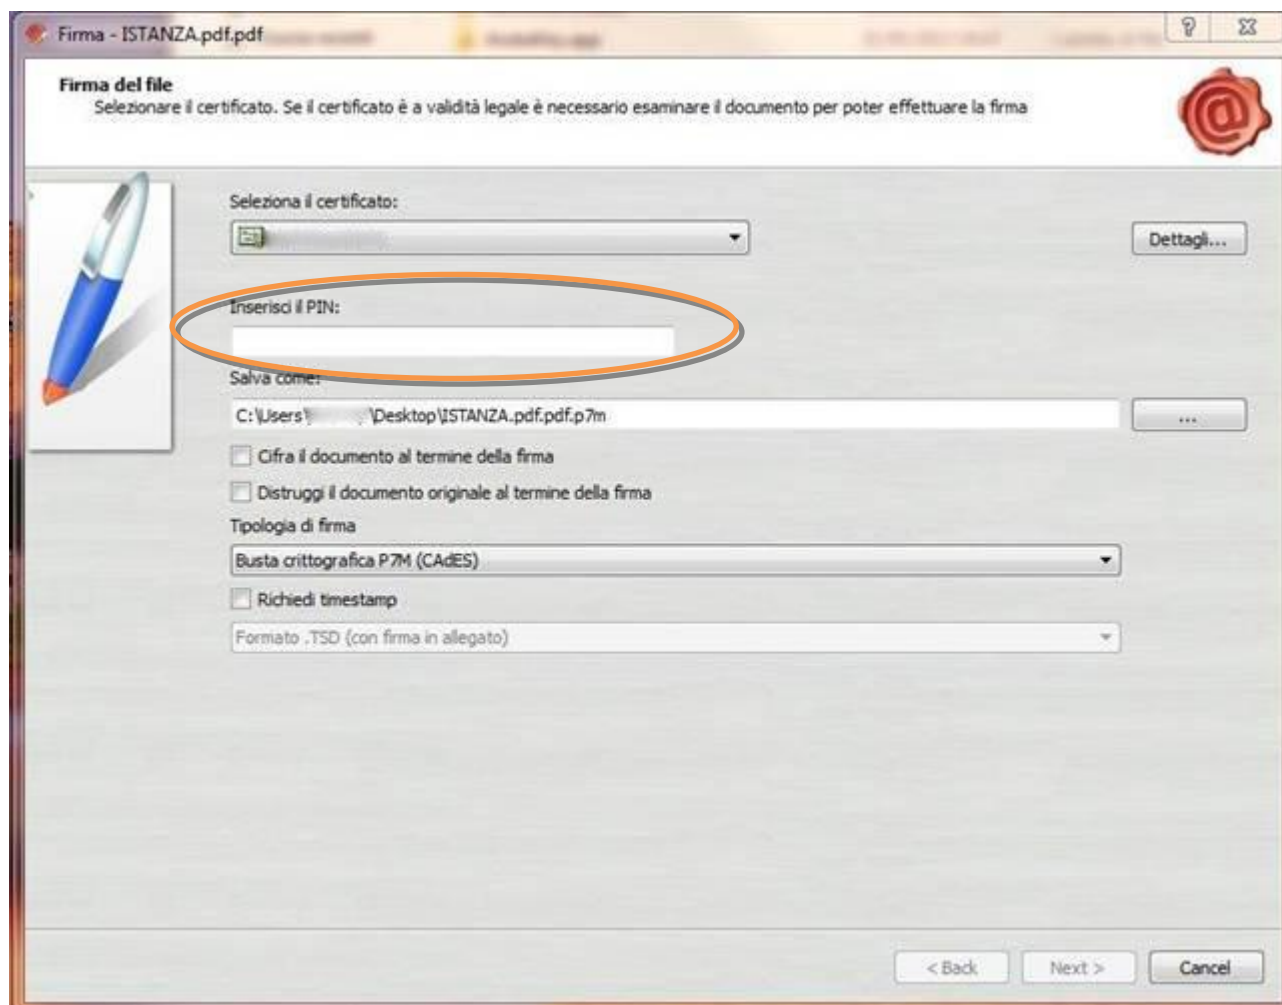 Firma - ISTANZA.pdf.pdf
Firma del file
Selezionare il certificato. Se il certificato è a validità legale è necessario esaminare il documento per poter effettuare la firma
Seleziona il certificato:
Dettagli...
Inserisci il PIN:
Salva come:
C:\Users\ \Desktop\ISTANZA.pdf.pdf.p7m
...
Cifra il documento al termine della firma
Distruggi il documento originale al termine della firma
Tipologia di firma
Busta crittografica P7M (CAdES)
Richiedi timestamp
Formato .TSD (con firma in allegato)
< Back Next > Cancel